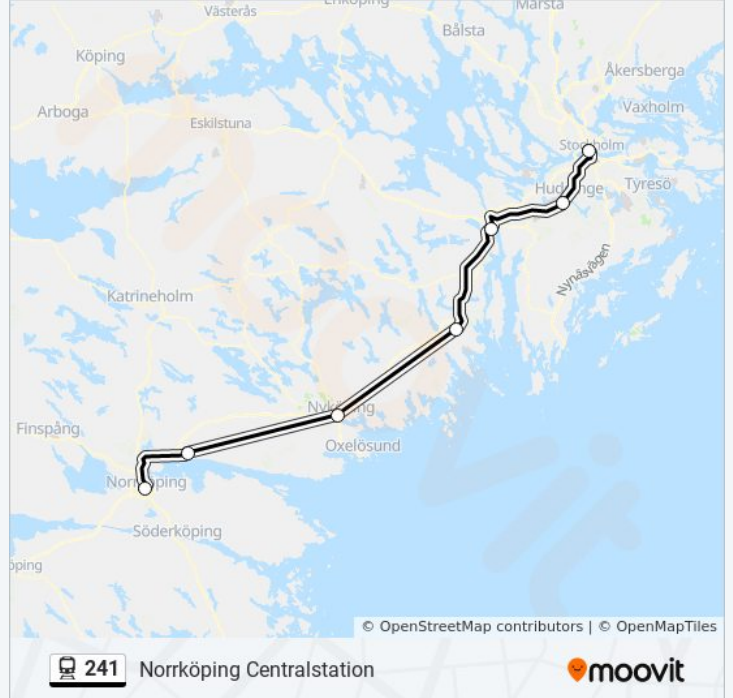 Västerås
Enköping
Märsta
Bålsta
Köping
Åkersberga
Arboga
Vaxholm
Eskilstuna
Stockholm
Huddinge
Tyresö
Nynäsvägen
Katrineholm
Nyköping
Finspång
Oxelösund
Norrköping
Söderköping
öping
© OpenStreetMap contributors | © OpenMapTiles
241 Norrköping Centralstation
moovit